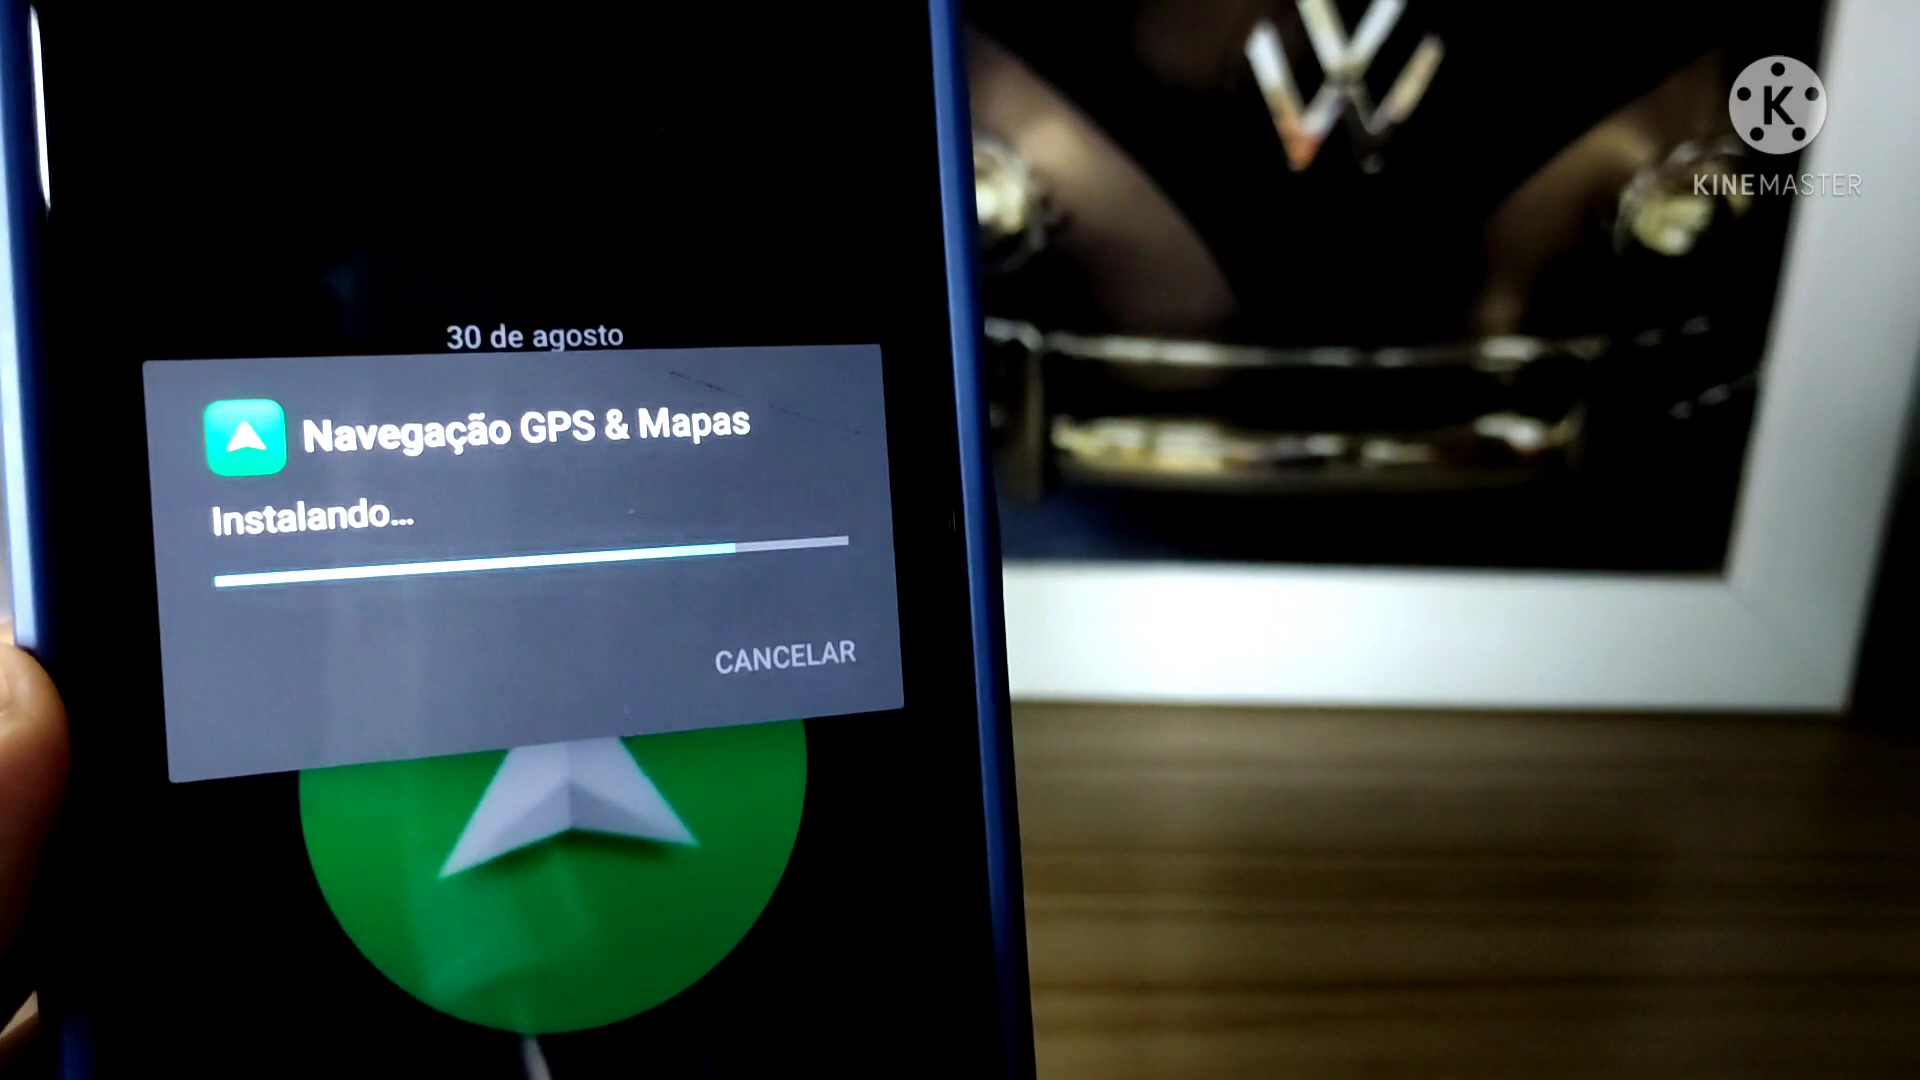 30 de agosto
Navegação GPS & Mapas
Instalando...
CANCELAR
K
KINEMASTER